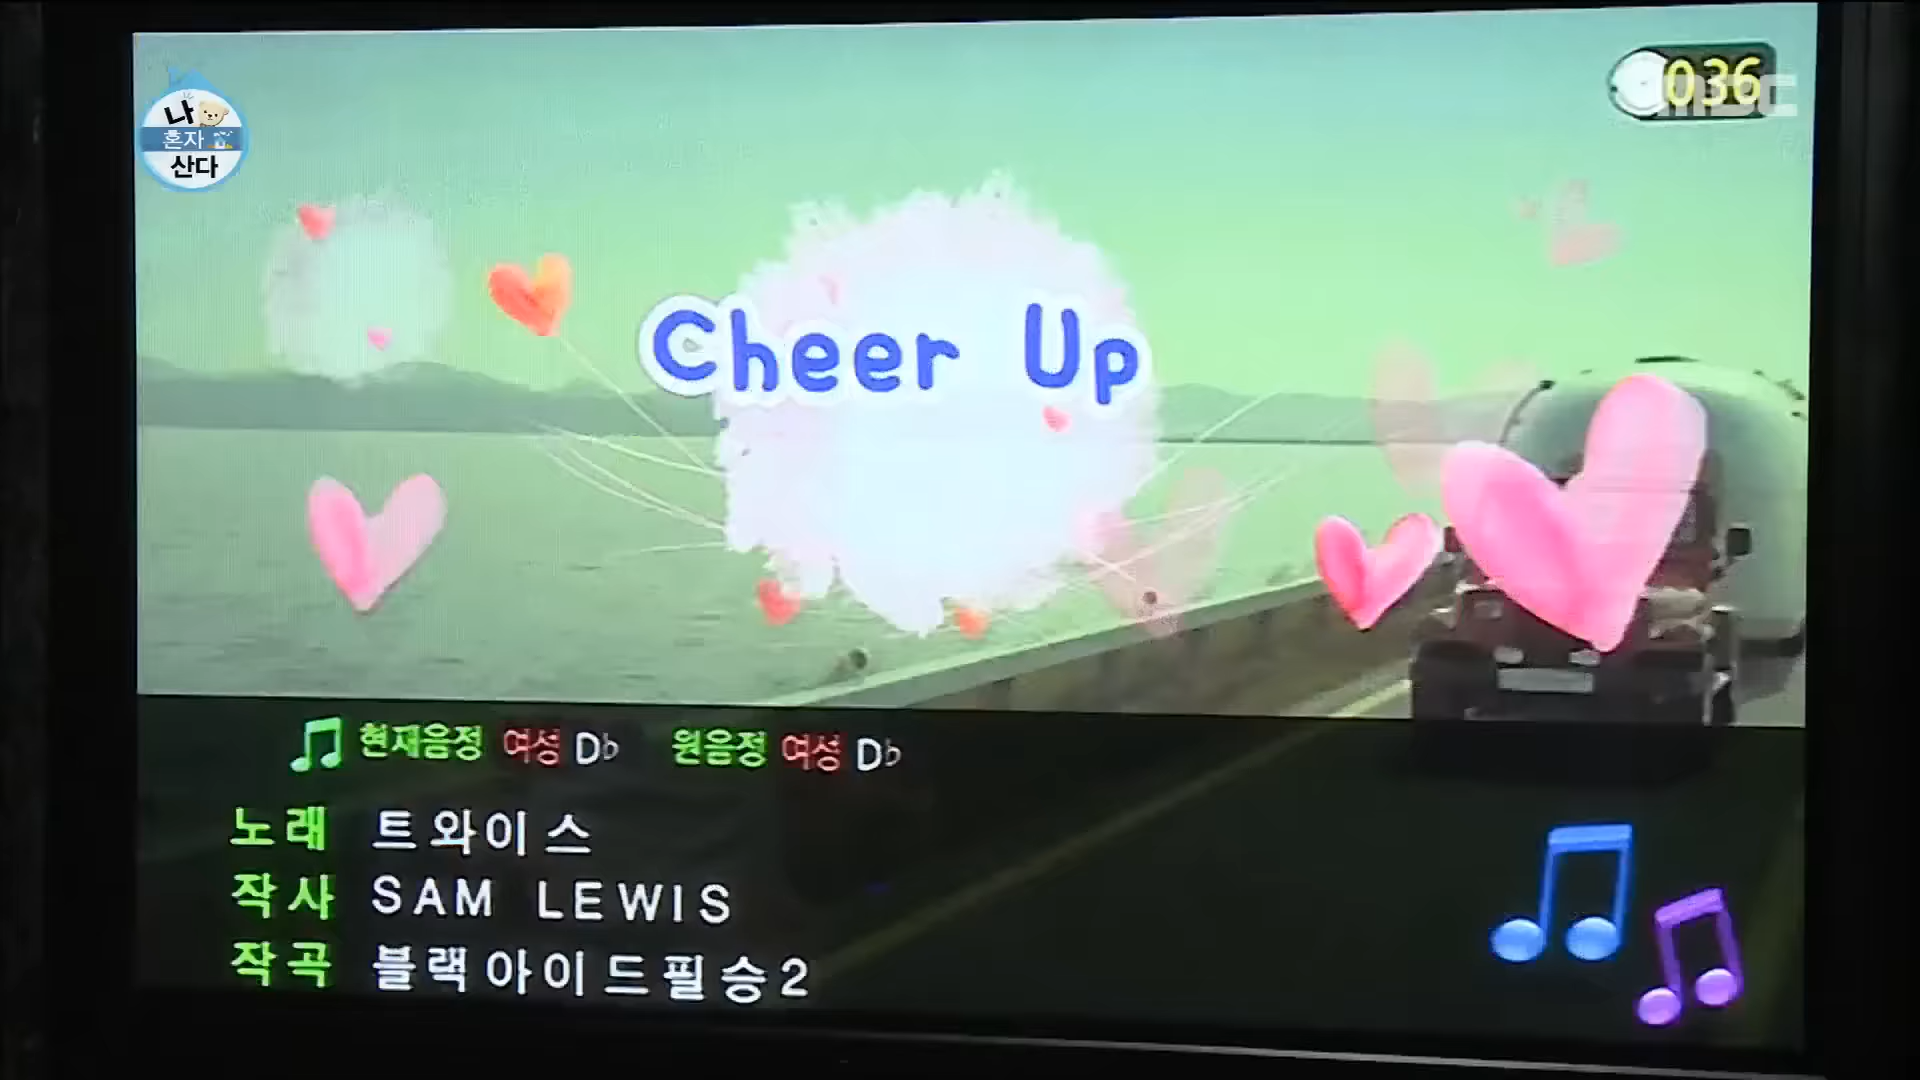 나
혼자
산다
036
MBC
Cheer Up
현재음정 여성 D♭ 원음정 여성 D♭
노래 트와이스
작사 SAM LEWIS
작곡 블랙아이드필승2